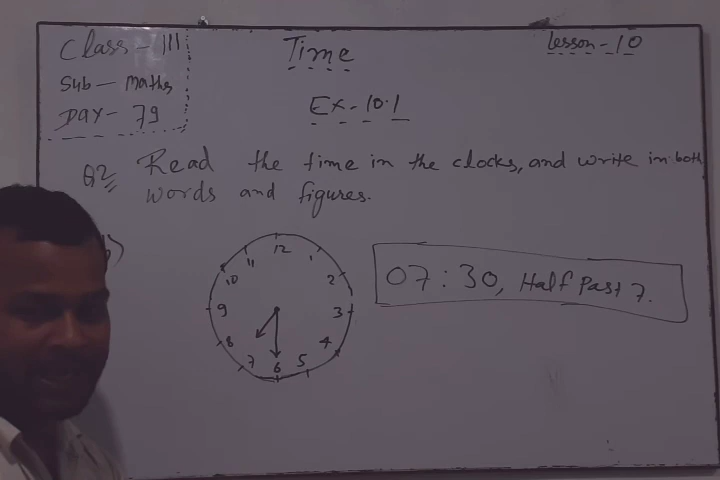 Class - III
Sub - Maths
Day - 79
Time
Ex - 10.1
Lesson - 10
Q2 Read the time in the clocks, and write in both
words and figures.
12
11 1
10 2
9 3
8 4
7 6 5
07:30, Half Past 7.